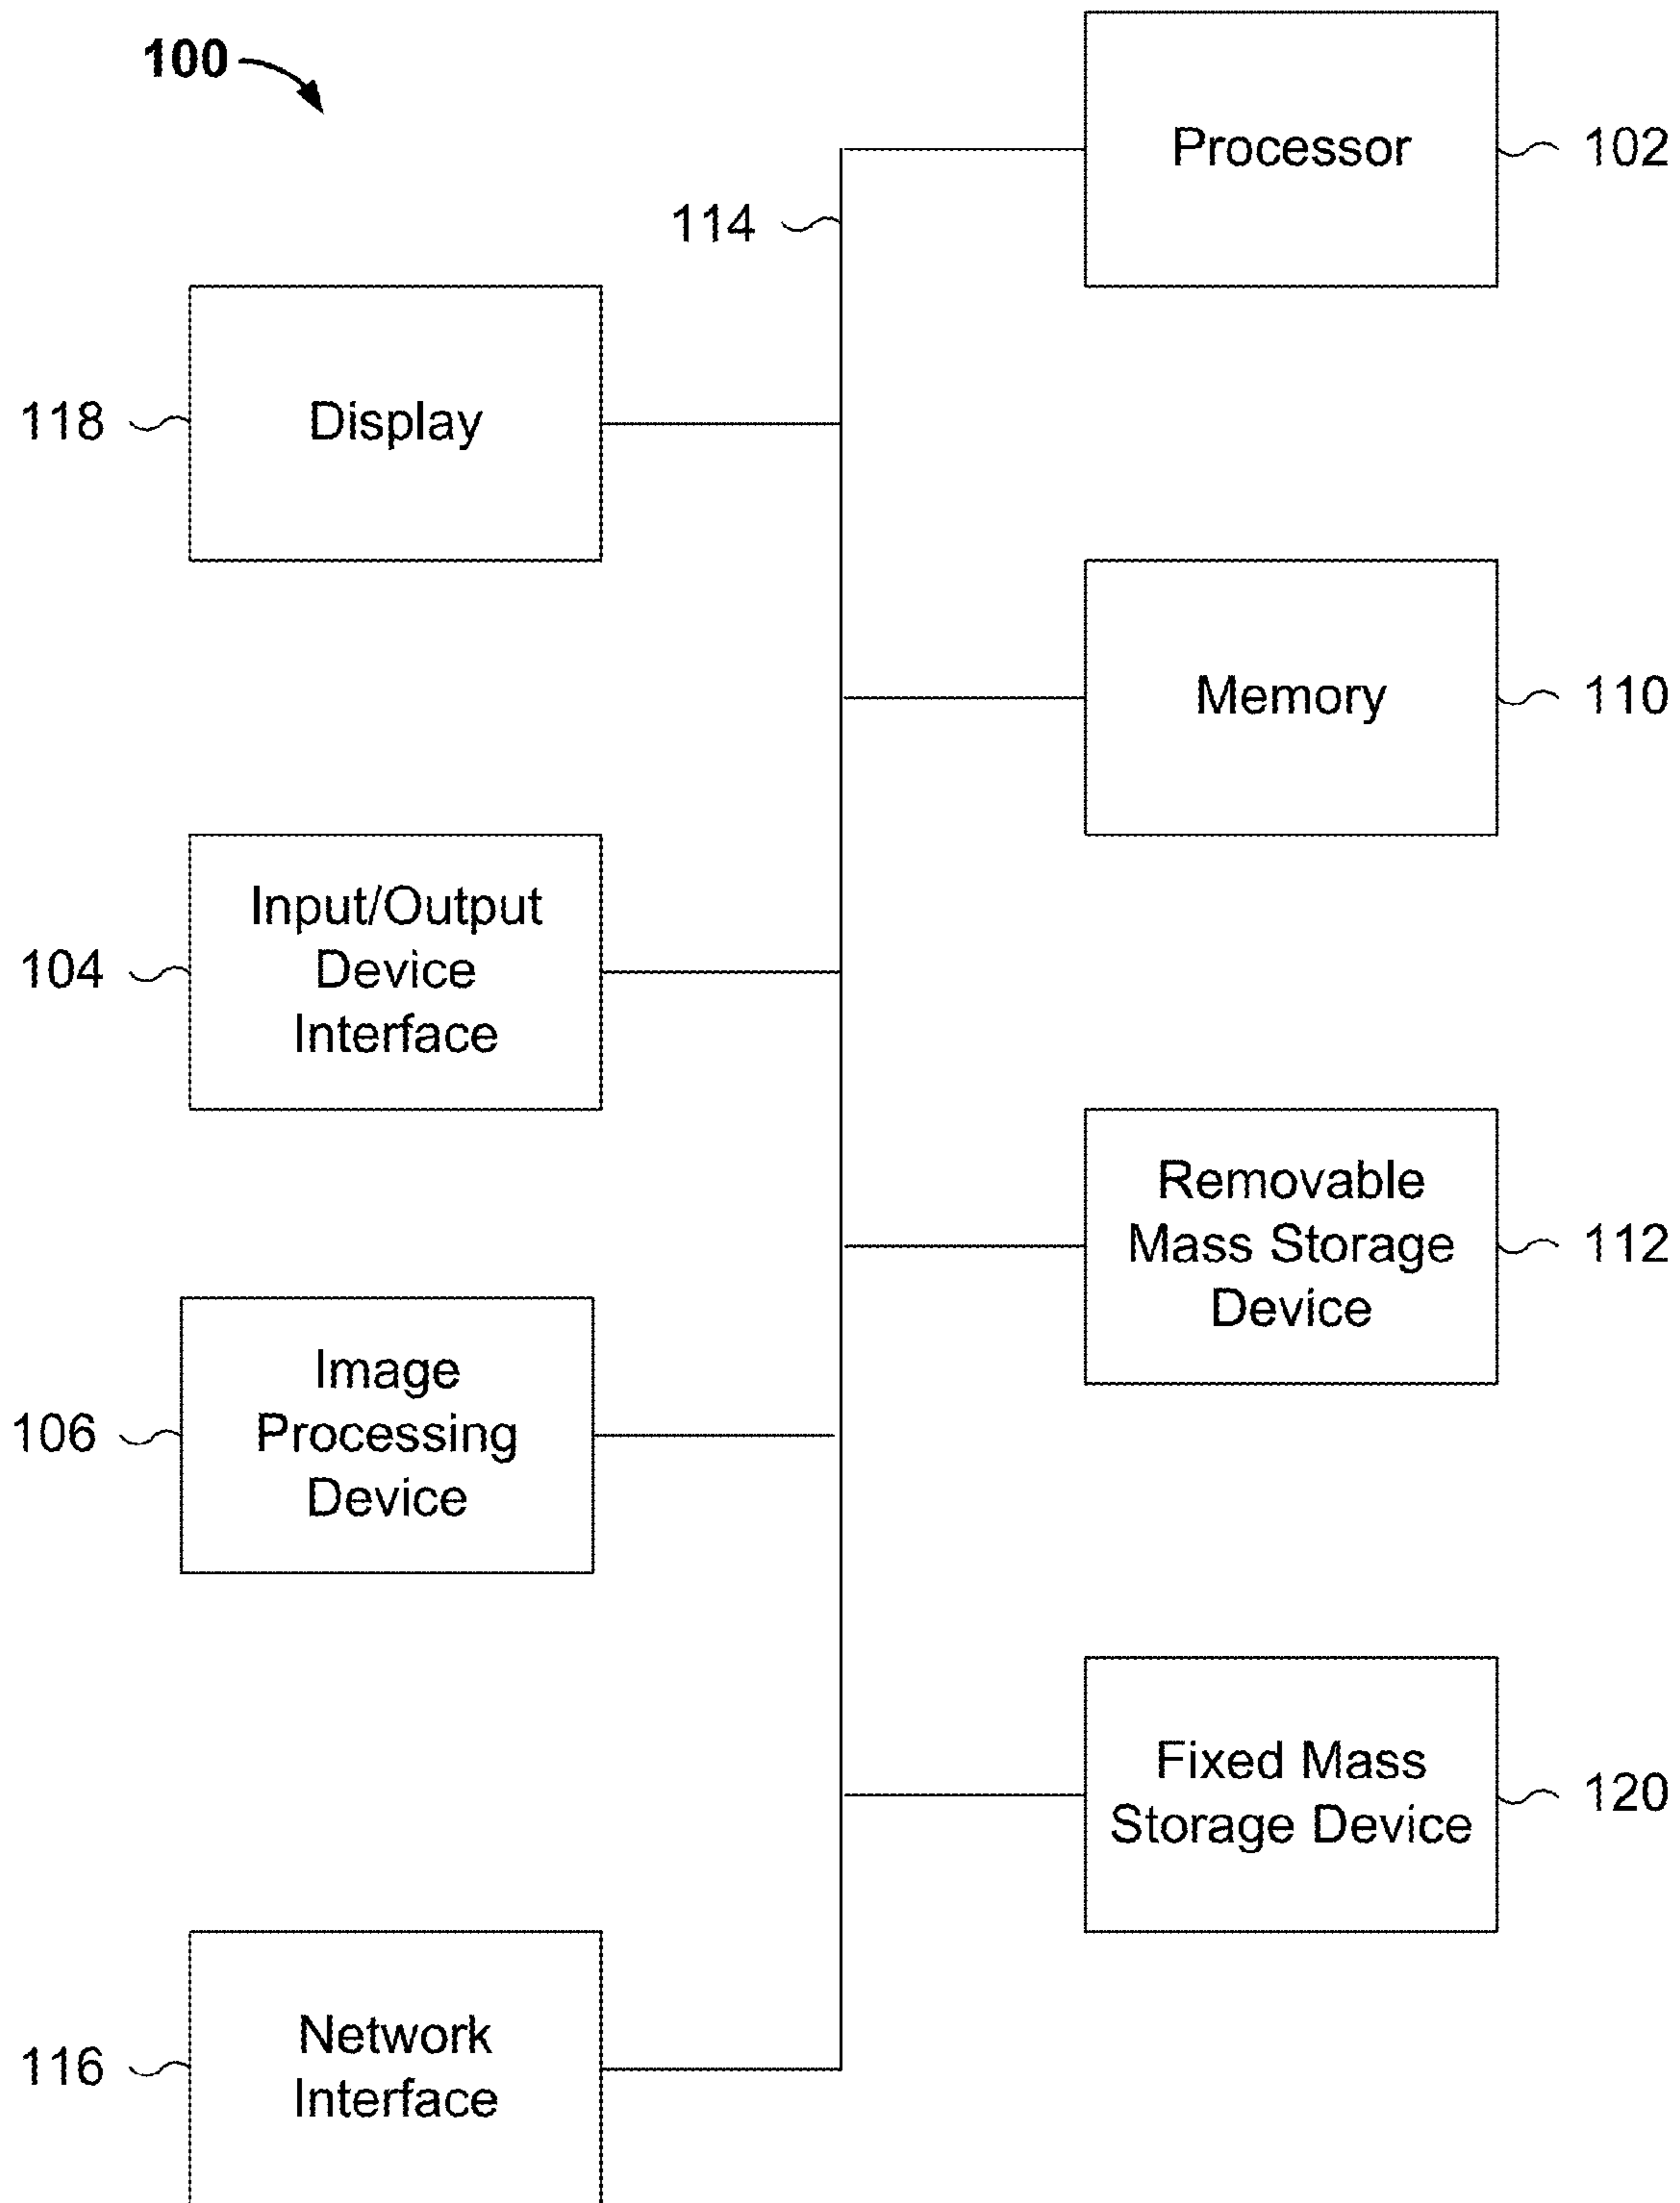 100
Processor
102
114
118
Display
Memory
110
104
Input/Output
Device
Interface
Removable
Mass Storage
Device
112
106
Image
Processing
Device
Fixed Mass
Storage Device
120
116
Network
Interface